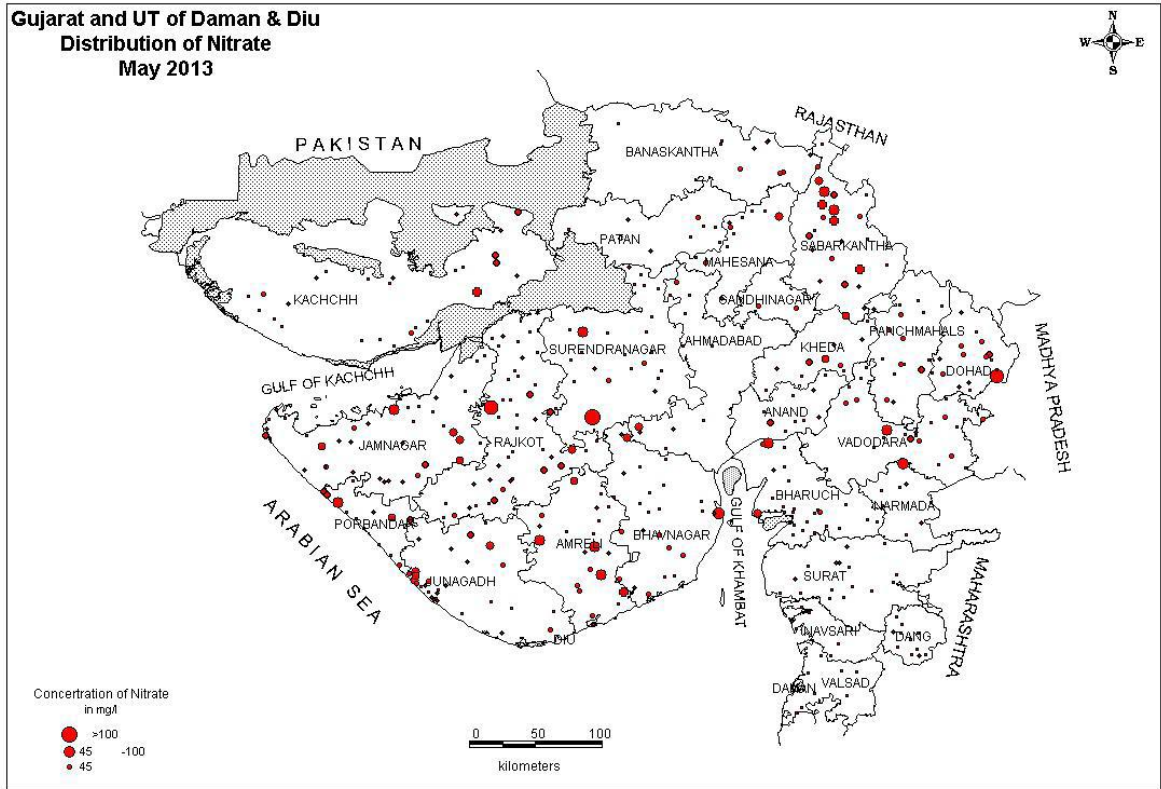 Gujarat and UT of Daman & Diu
Distribution of Nitrate
May 2013
N
W E
S
RAJASTHAN
PAKISTAN
BANASKANTHA
PATAN
SABARKANTHA
MAHESANA
KACHCHH
GANDHINAGAR
PANCHMAHALS
AHMADABAD
KHEDA
SURENDRANAGAR
DOHAD
MADHYA PRADESH
GULF OF KACHCHH
ANAND
JAMNAGAR
RAJKOT
VADODARA
BHARUCH
NARMADA
GULF OF KHAMBAT
ARABIAN SEA
PORBANDAR
AMRELI
BHAVNAGAR
JUNAGADH
SURAT
MAHARASHTRA
NAVSARI
DANG
DIU
DAMAN
VALSAD
Concertration of Nitrate
in mg/l
>100
45 -100
45
0 50 100
kilometers